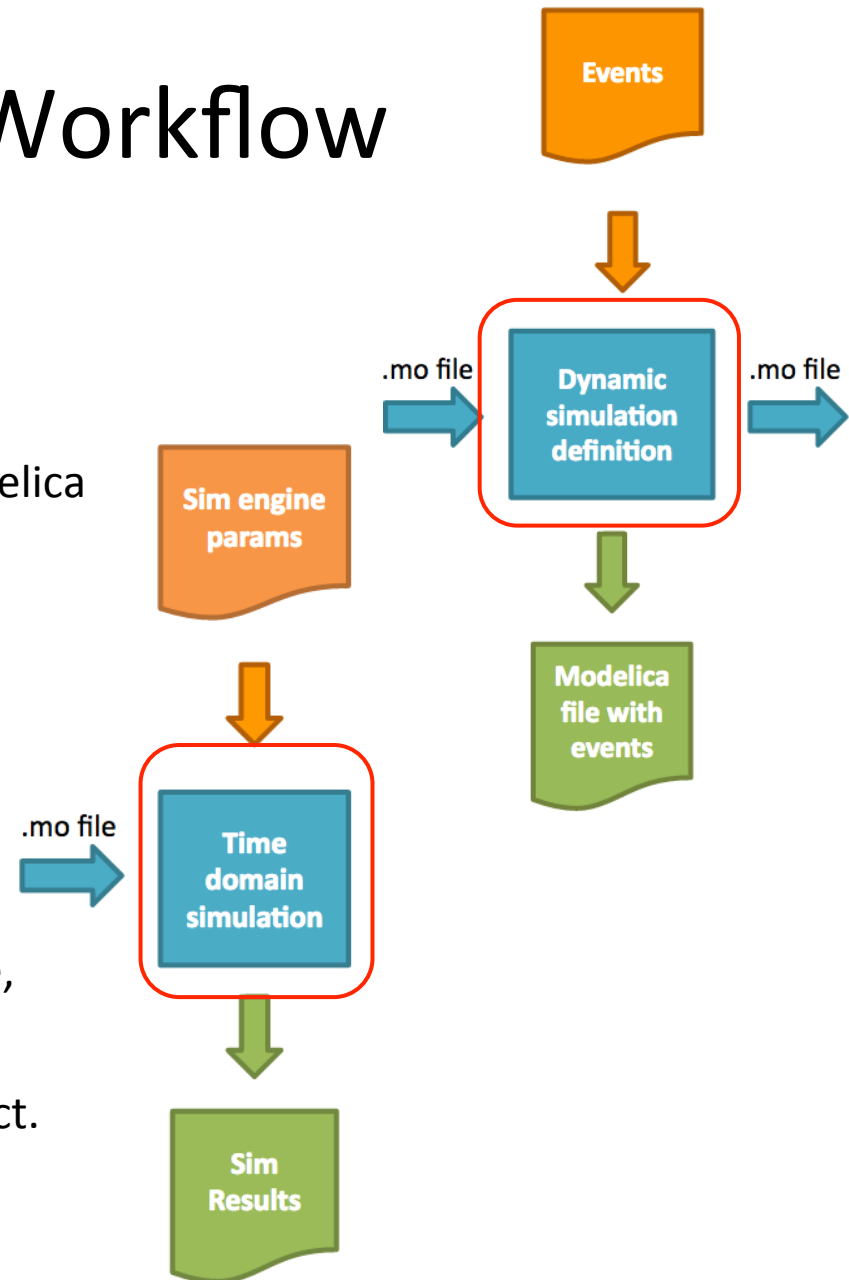 Workflow
Events
.mo file
Dynamic
simulation
definition
.mo file
elica
Sim engine
params
Modelica
file with
events
.mo file
Time
domain
simulation
,
ct.
Sim
Results